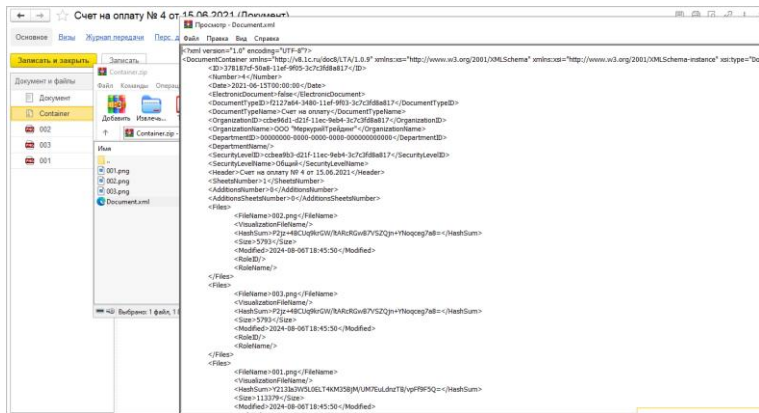 Счет на оплату № 4 от 15.06.2021 (Документ)
Основное Визы Журнал передачи Перс. д
Записать и закрыть Записать
Документ и файлы
Документ
Container
002
003
001
Container.zip
Файл Команды Операц
Добавить Извлечь...
Container.zip -
Имя
..
001.png
002.png
003.png
Document.xml
Выбрано: 1 файл, 1
Просмотр - Document.xml
Файл Правка Вид Справка
<?xml version="1.0" encoding="UTF-8"?>
<DocumentContainer xmlns="http://v8.1c.ru/doc8/LTA/1.0.9" xmlns:xs="http://www.w3.org/2001/XMLSchema" xmlns:xsi="http://www.w3.org/2001/XMLSchema-instance" xsi:type="Do
<ID>378187cf-50a8-11ef-9f05-3c7c3fd8a817</ID>
<Number>4</Number>
<Date>2021-06-15T00:00:00</Date>
<ElectronicDocument>false</ElectronicDocument>
<DocumentTypeID>f2127a64-3480-11ef-9f03-3c7c3fd8a817</DocumentTypeID>
<DocumentTypeName>Счет на оплату</DocumentTypeName>
<OrganizationID>ccbe96d1-d21f-11ec-9eb4-3c7c3fd8a817</OrganizationID>
<OrganizationName>ООО "МеркурийТрейдинг"</OrganizationName>
<DepartmentID>00000000-0000-0000-0000-000000000000</DepartmentID>
<DepartmentName/>
<SecurityLevelID>ccbea9b3-d21f-11ec-9eb4-3c7c3fd8a817</SecurityLevelID>
<SecurityLevelName>Общий</SecurityLevelName>
<Header>Счет на оплату № 4 от 15.06.2021</Header>
<SheetsNumber>1</SheetsNumber>
<AdditionsNumber>0</AdditionsNumber>
<AdditionsSheetsNumber>0</AdditionsSheetsNumber>
<Files>
<FileName>002.png</FileName>
<VisualizationFileName/>
<HashSum>P2jz+4BCUq9krGW/ltARcRGwB7VSZQjn+YNoqceg7a8=</HashSum>
<Size>5793</Size>
<Modified>2024-08-06T18:45:50</Modified>
<RoleID/>
<RoleName/>
</Files>
<Files>
<FileName>003.png</FileName>
<VisualizationFileName/>
<HashSum>P2jz+4BCUq9krGW/ltARcRGwB7VSZQjn+YNoqceg7a8=</HashSum>
<Size>5793</Size>
<Modified>2024-08-06T18:45:50</Modified>
<RoleID/>
<RoleName/>
</Files>
<Files>
<FileName>001.png</FileName>
<VisualizationFileName/>
<HashSum>Y213Ia3W5L0ELT4KM358jM/UM7EuLdnzTB/vpFf9F5Q=</HashSum>
<Size>113379</Size>
<Modified>2024-08-06T18:45:50</Modified>